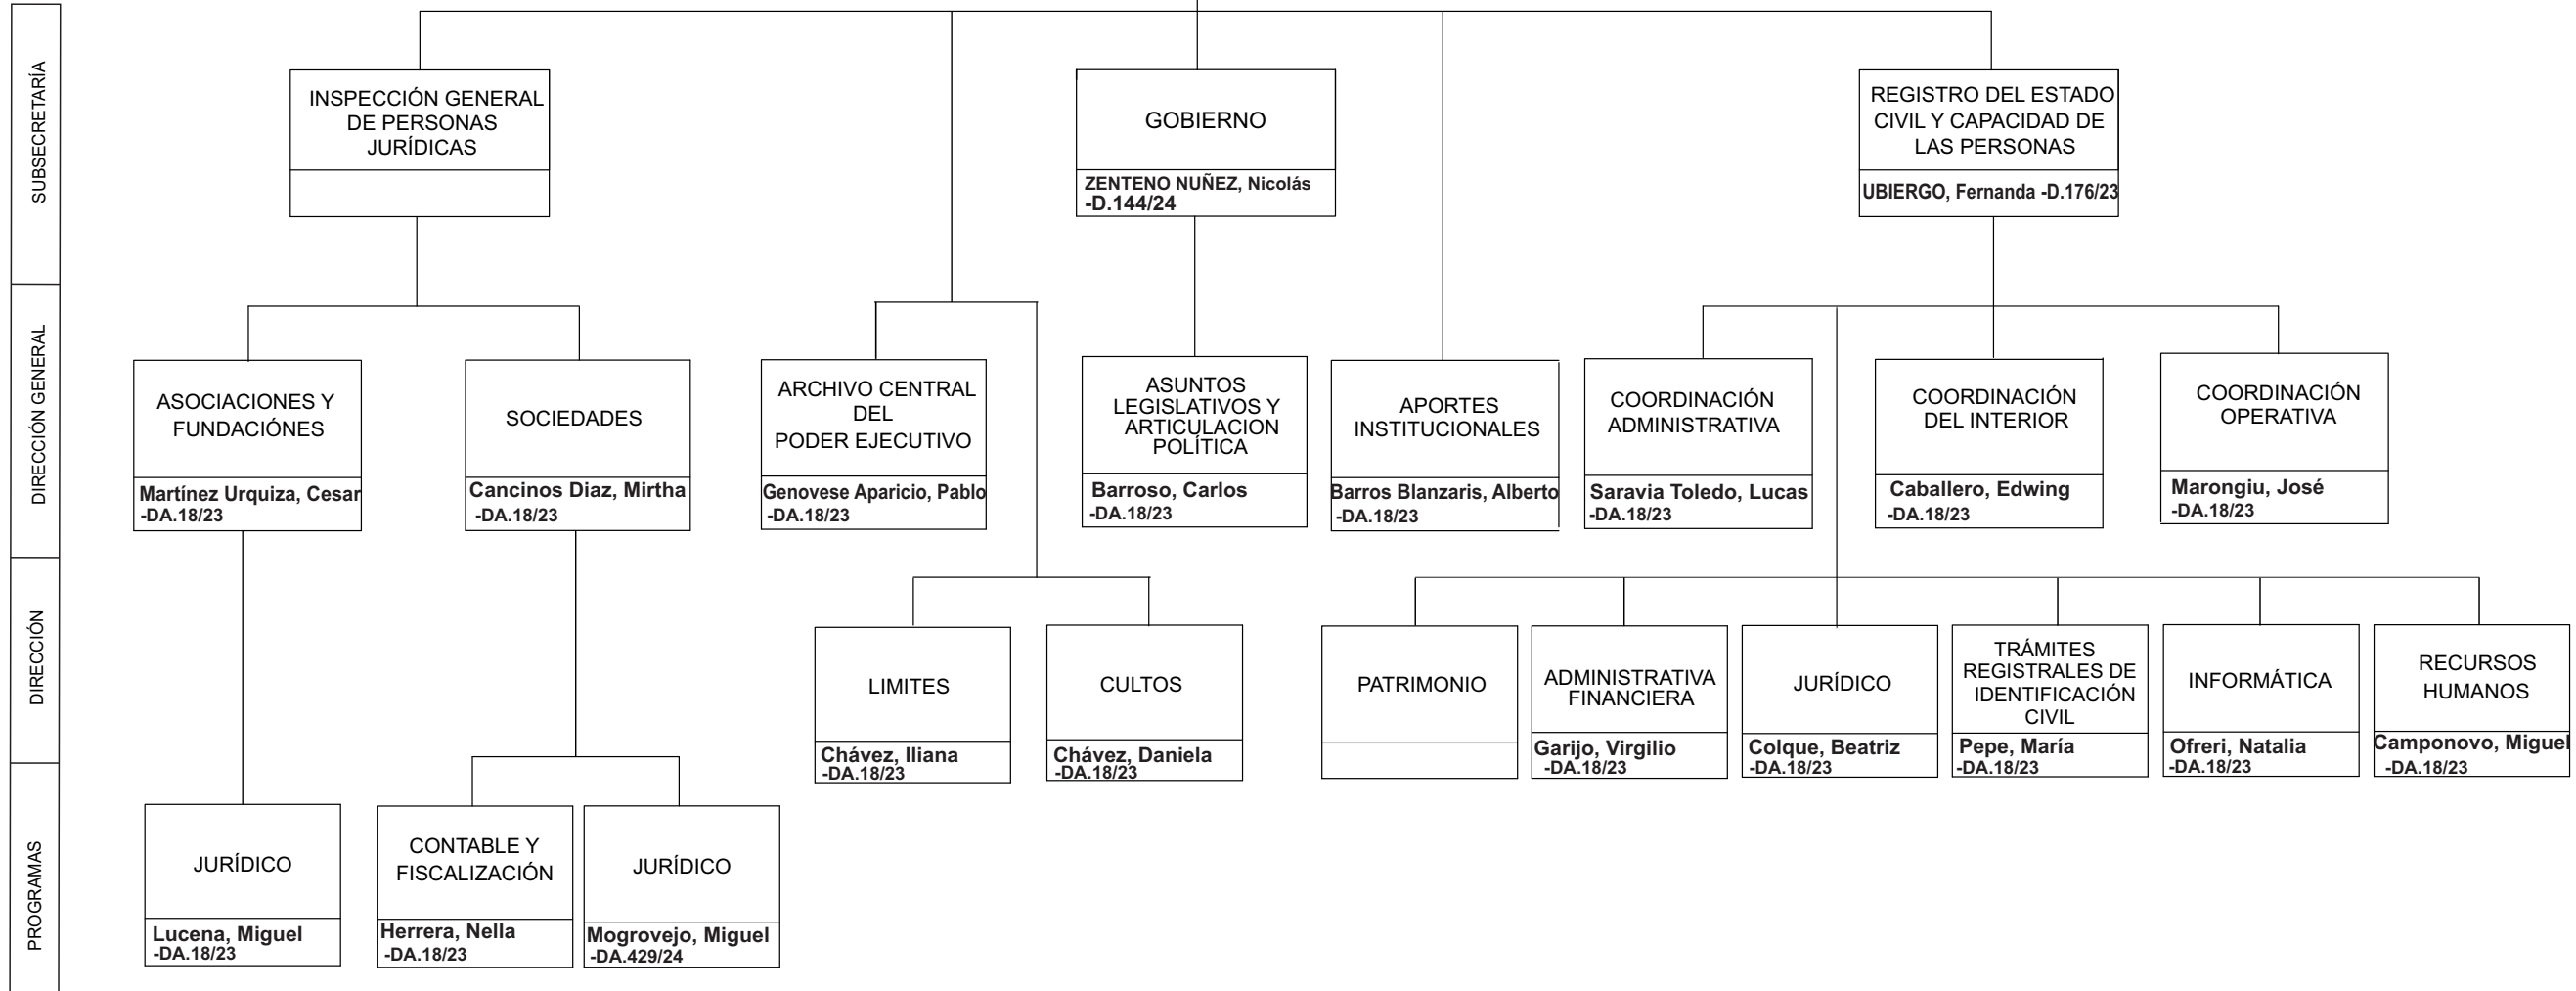 SUBSECRETARÍA
INSPECCIÓN GENERAL
DE PERSONAS
JURÍDICAS
GOBIERNO
ZENTENO NUÑEZ, Nicolás
-D.144/24
REGISTRO DEL ESTADO
CIVIL Y CAPACIDAD DE
LAS PERSONAS
UBIERGO, Fernanda -D.176/23
DIRECCIÓN GENERAL
ASOCIACIONES Y
FUNDACIÓNES
Martínez Urquiza, Cesar
-DA.18/23
SOCIEDADES
Cancinos Diaz, Mirtha
-DA.18/23
ARCHIVO CENTRAL
DEL
PODER EJECUTIVO
Genovese Aparicio, Pablo
-DA.18/23
ASUNTOS
LEGISLATIVOS Y
ARTICULACION
POLÍTICA
Barroso, Carlos
-DA.18/23
APORTES
INSTITUCIONALES
Barros Blanzaris, Alberto
-DA.18/23
COORDINACIÓN
ADMINISTRATIVA
Saravia Toledo, Lucas
-DA.18/23
COORDINACIÓN
DEL INTERIOR
Caballero, Edwing
-DA.18/23
COORDINACIÓN
OPERATIVA
Marongiu, José
-DA.18/23
DIRECCIÓN
LIMITES
Chávez, Iliana
-DA.18/23
CULTOS
Chávez, Daniela
-DA.18/23
PATRIMONIO
ADMINISTRATIVA
FINANCIERA
Garijo, Virgilio
-DA.18/23
JURÍDICO
Colque, Beatriz
-DA.18/23
TRÁMITES
REGISTRALES DE
IDENTIFICACIÓN
CIVIL
Pepe, María
-DA.18/23
INFORMÁTICA
Ofreri, Natalia
-DA.18/23
RECURSOS
HUMANOS
Camponovo, Miguel
-DA.18/23
PROGRAMAS
JURÍDICO
Lucena, Miguel
-DA.18/23
CONTABLE Y
FISCALIZACIÓN
Herrera, Nella
-DA.18/23
JURÍDICO
Mogrovejo, Miguel
-DA.429/24